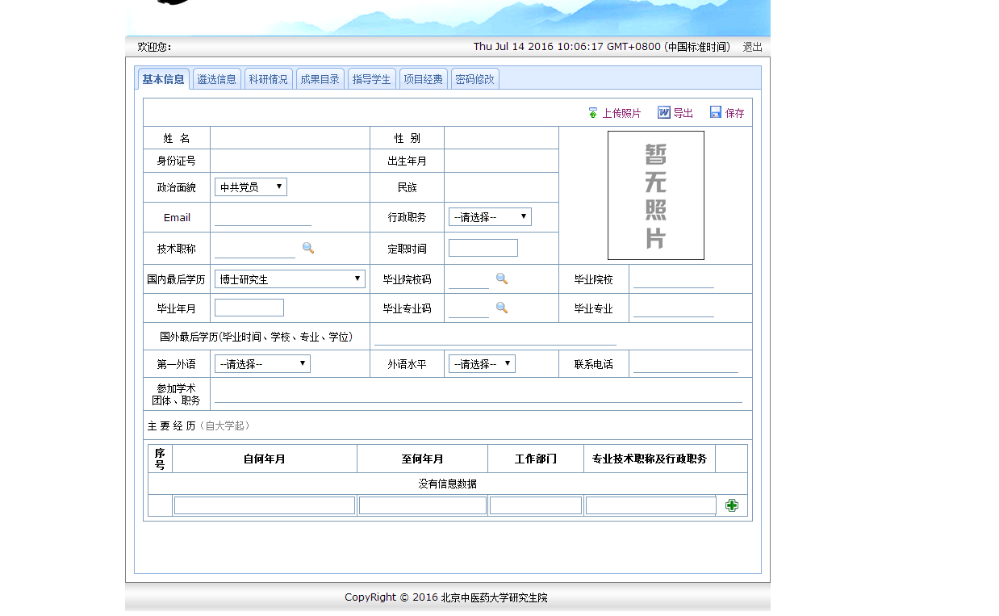 欢迎您: Thu Jul 14 2016 10:06:17 GMT+0800 (中国标准时间) 退出
基本信息 遴选信息 科研情况 成果目录 指导学生 项目经费 密码修改
上传照片 导出 保存
姓 名 性 别
暂无照片
身份证号 出生年月
政治面貌 中共党员 民族
Email 行政职务 --请选择--
技术职称 定职时间
国内最后学历 博士研究生 毕业院校码 毕业院校
毕业年月 毕业专业码 毕业专业
国外最后学历(毕业时间、学校、专业、学位)
第一外语 --请选择-- 外语水平 --请选择-- 联系电话
参加学术
团体、职务
主 要 经 历（自大学起）
序号 自何年月 至何年月 工作部门 专业技术职称及行政职务
没有信息数据
CopyRight © 2016 北京中医药大学研究生院